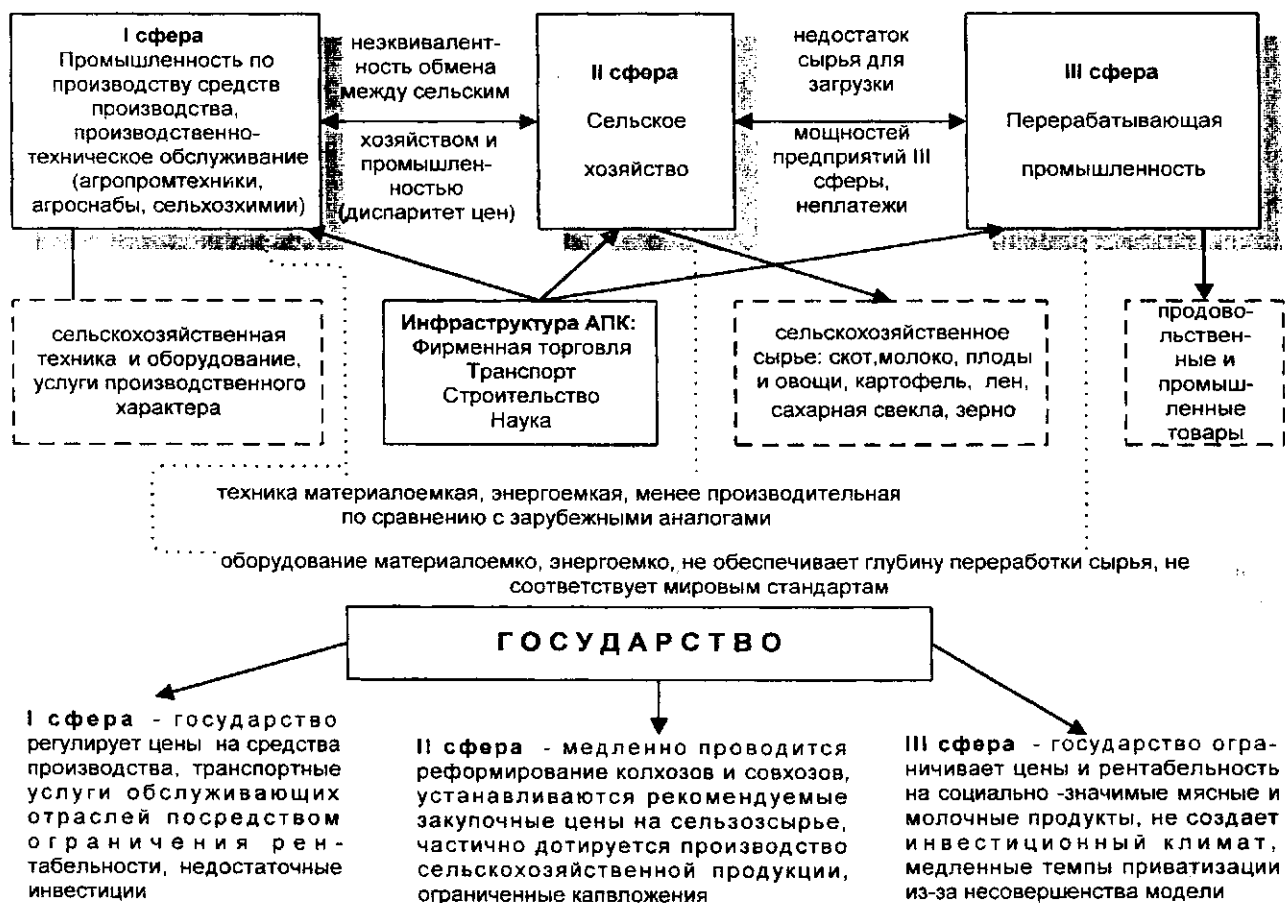 I сфера
Промышленность по
производству средств
производства,
производственно-
техническое обслуживание
(агропромтехники,
агроснабы, сельхозхимии)
неэквивалент-
ность обмена
между сельским
хозяйством и
промышлен-
ностью
(диспаритет цен)
II сфера
Сельское
хозяйство
недостаток
сырья для
загрузки
мощностей
предприятий III
сферы,
неплатежи
III сфера
Перерабатывающая
промышленность
сельскохозяйственная
техника и оборудование,
услуги производственного
характера
Инфраструктура АПК:
Фирменная торговля
Транспорт
Строительство
Наука
сельскохозяйственное
сырье: скот,молоко, плоды
и овощи, картофель, лен,
сахарная свекла, зерно
продово-
льствен-
ные и
промыш-
ленные
товары
техника материалоемкая, энергоемкая, менее производительная
по сравнению с зарубежными аналогами
оборудование материалоемко, энергоемко, не обеспечивает глубину переработки сырья, не
соответствует мировым стандартам
ГОСУДАРСТВО
I сфера - государство
регулирует цены на средства
производства, транспортные
услуги обслуживающих
отраслей посредством
ограничения рен-
табельности, недостаточные
инвестиции
II сфера - медленно проводится
реформирование колхозов и совхозов,
устанавливаются рекомендуемые
закупочные цены на сельзозсырье,
частично дотируется производство
сельскохозяйственной продукции,
ограниченные капвложения
III сфера - государство огра-
ничивает цены и рентабельность
на социально -значимые мясные и
молочные продукты, не создает
инвестиционный климат,
медленные темпы приватизации
из-за несовершенства модели